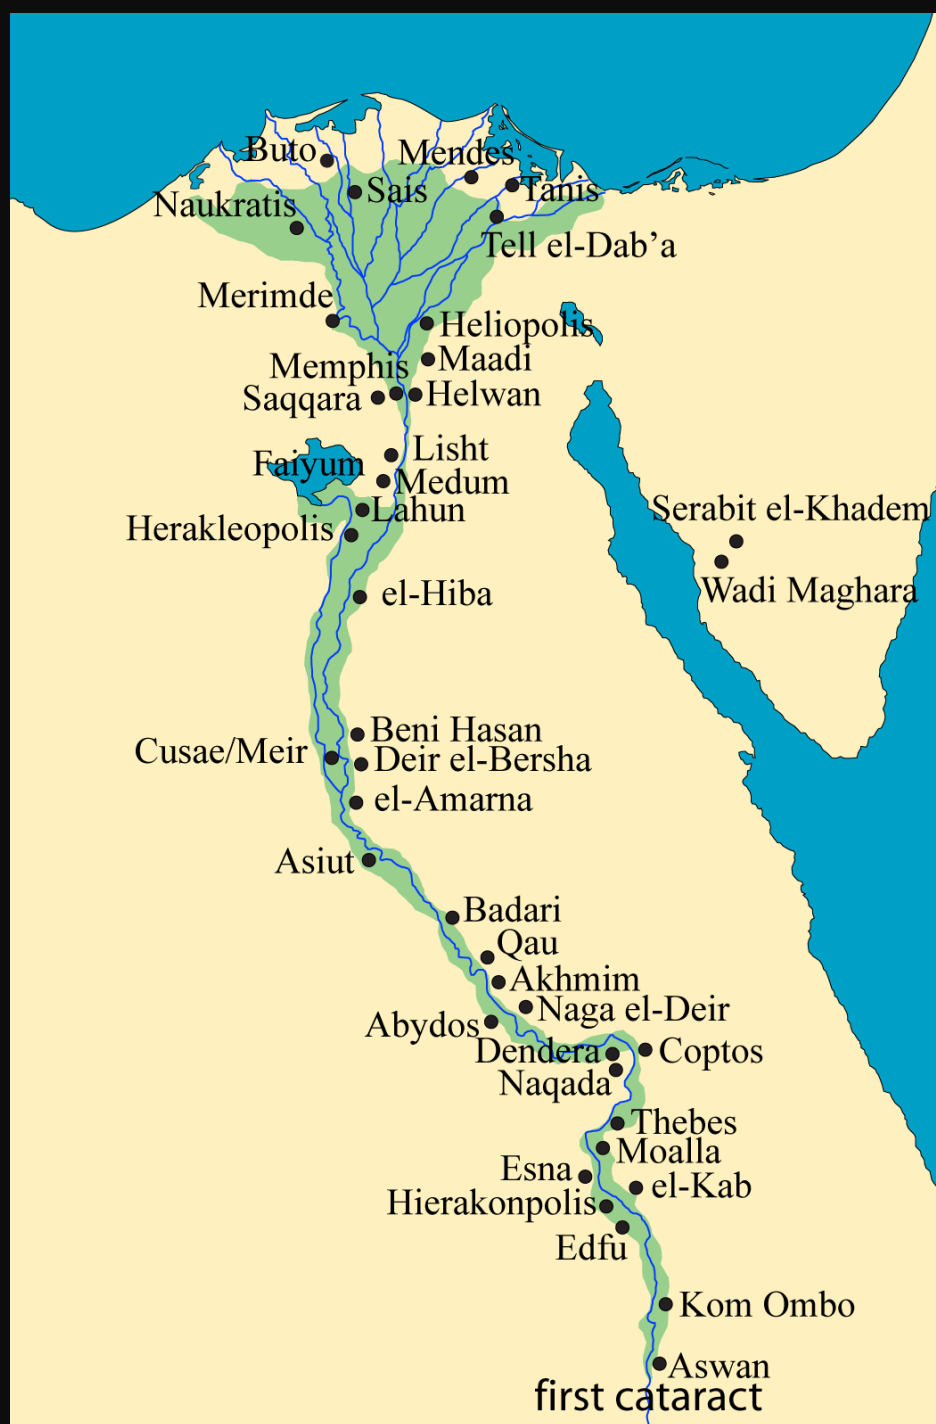 Buto
Mendes
Sais
Tanis
Naukratis
Tell el-Dab’a
Merimde
Heliopolis
Maadi
Memphis
Saqqara
Helwan
Lisht
Faiyum
Medum
Lahun
Serabit el-Khadem
Herakleopolis
Wadi Maghara
el-Hiba
Beni Hasan
Cusae/Meir
Deir el-Bersha
el-Amarna
Asiut
Badari
Qau
Akhmim
Naga el-Deir
Abydos
Dendera
Coptos
Naqada
Thebes
Moalla
Esna
el-Kab
Hierakonpolis
Edfu
Kom Ombo
Aswan
first cataract